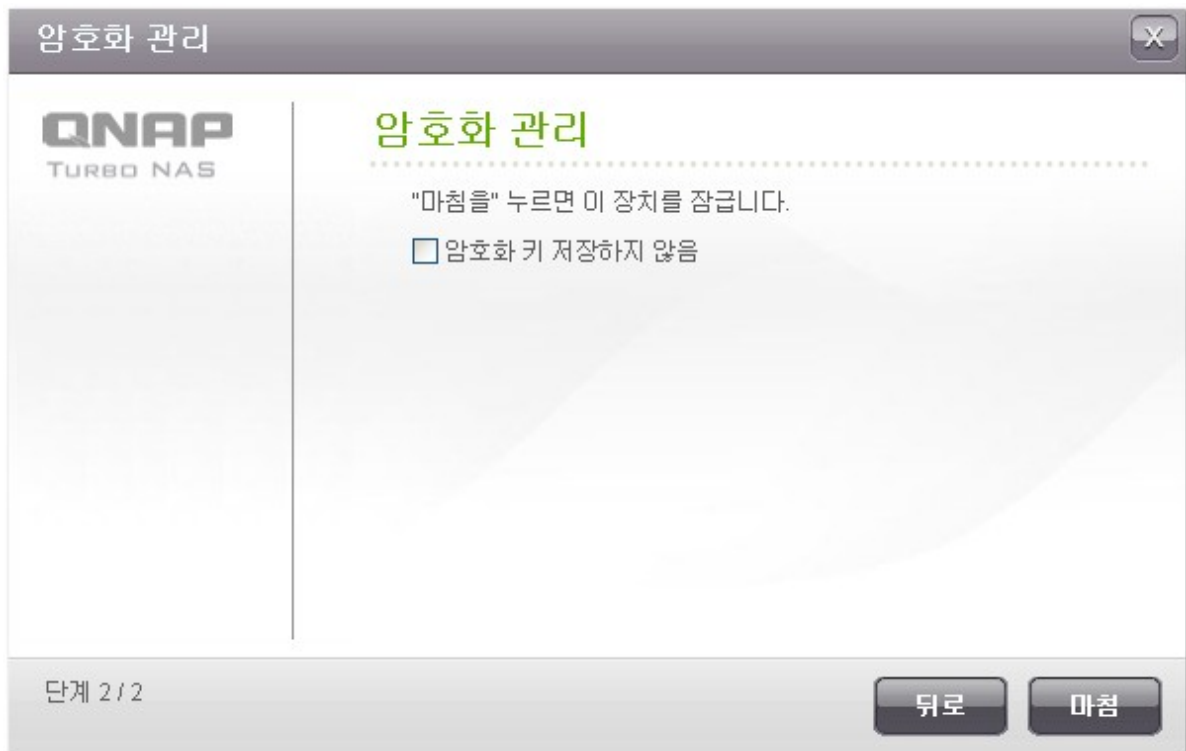 암호화 관리
X
QNAP
TURBO NAS
암호화 관리
"마침을" 누르면 이 장치를 잠급니다.
암호화 키 저장하지 않음
단계 2 / 2
뒤로
마침